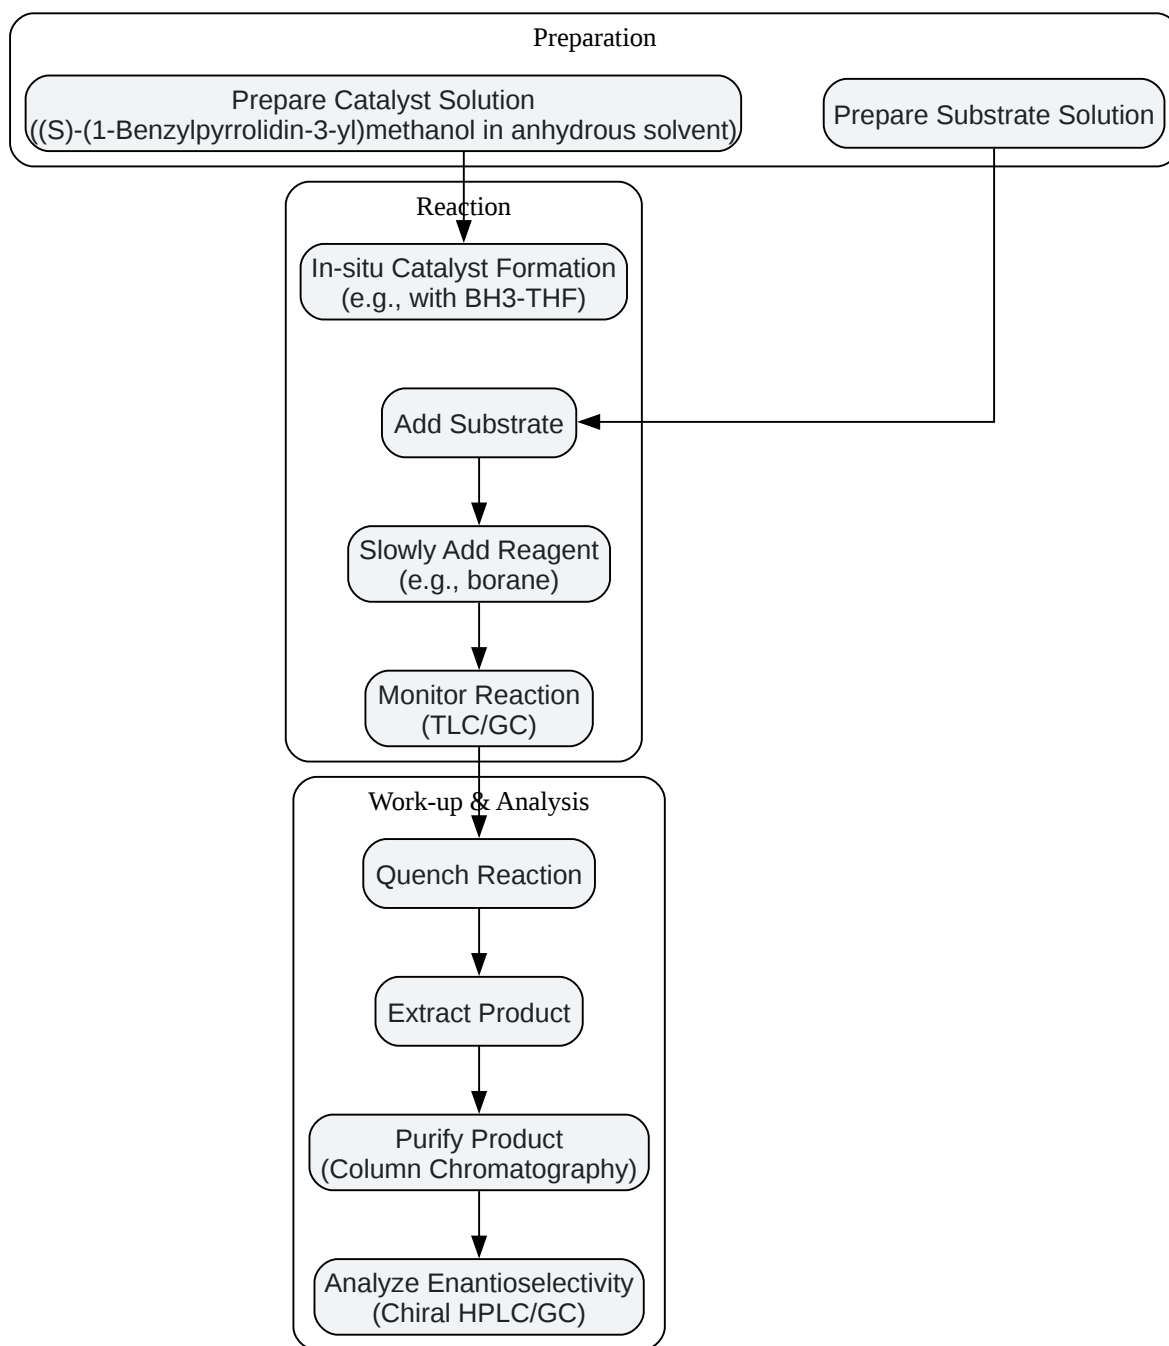 Preparation
Prepare Catalyst Solution
((S)-(1-Benzylpyrrolidin-3-yl)methanol in anhydrous solvent)
Prepare Substrate Solution
Reaction
In-situ Catalyst Formation
(e.g., with BH3-THF)
Add Substrate
Slowly Add Reagent
(e.g., borane)
Monitor Reaction
(TLC/GC)
Work-up & Analysis
Quench Reaction
Extract Product
Purify Product
(Column Chromatography)
Analyze Enantioselectivity
(Chiral HPLC/GC)